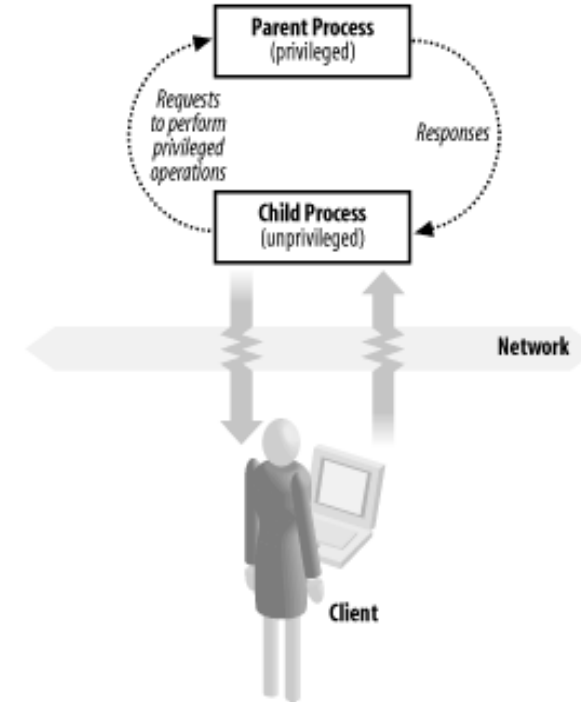 Parent Process
(privileged)
Requests
to perform
privileged
operations
Responses
Child Process
(unprivileged)
Network
Client